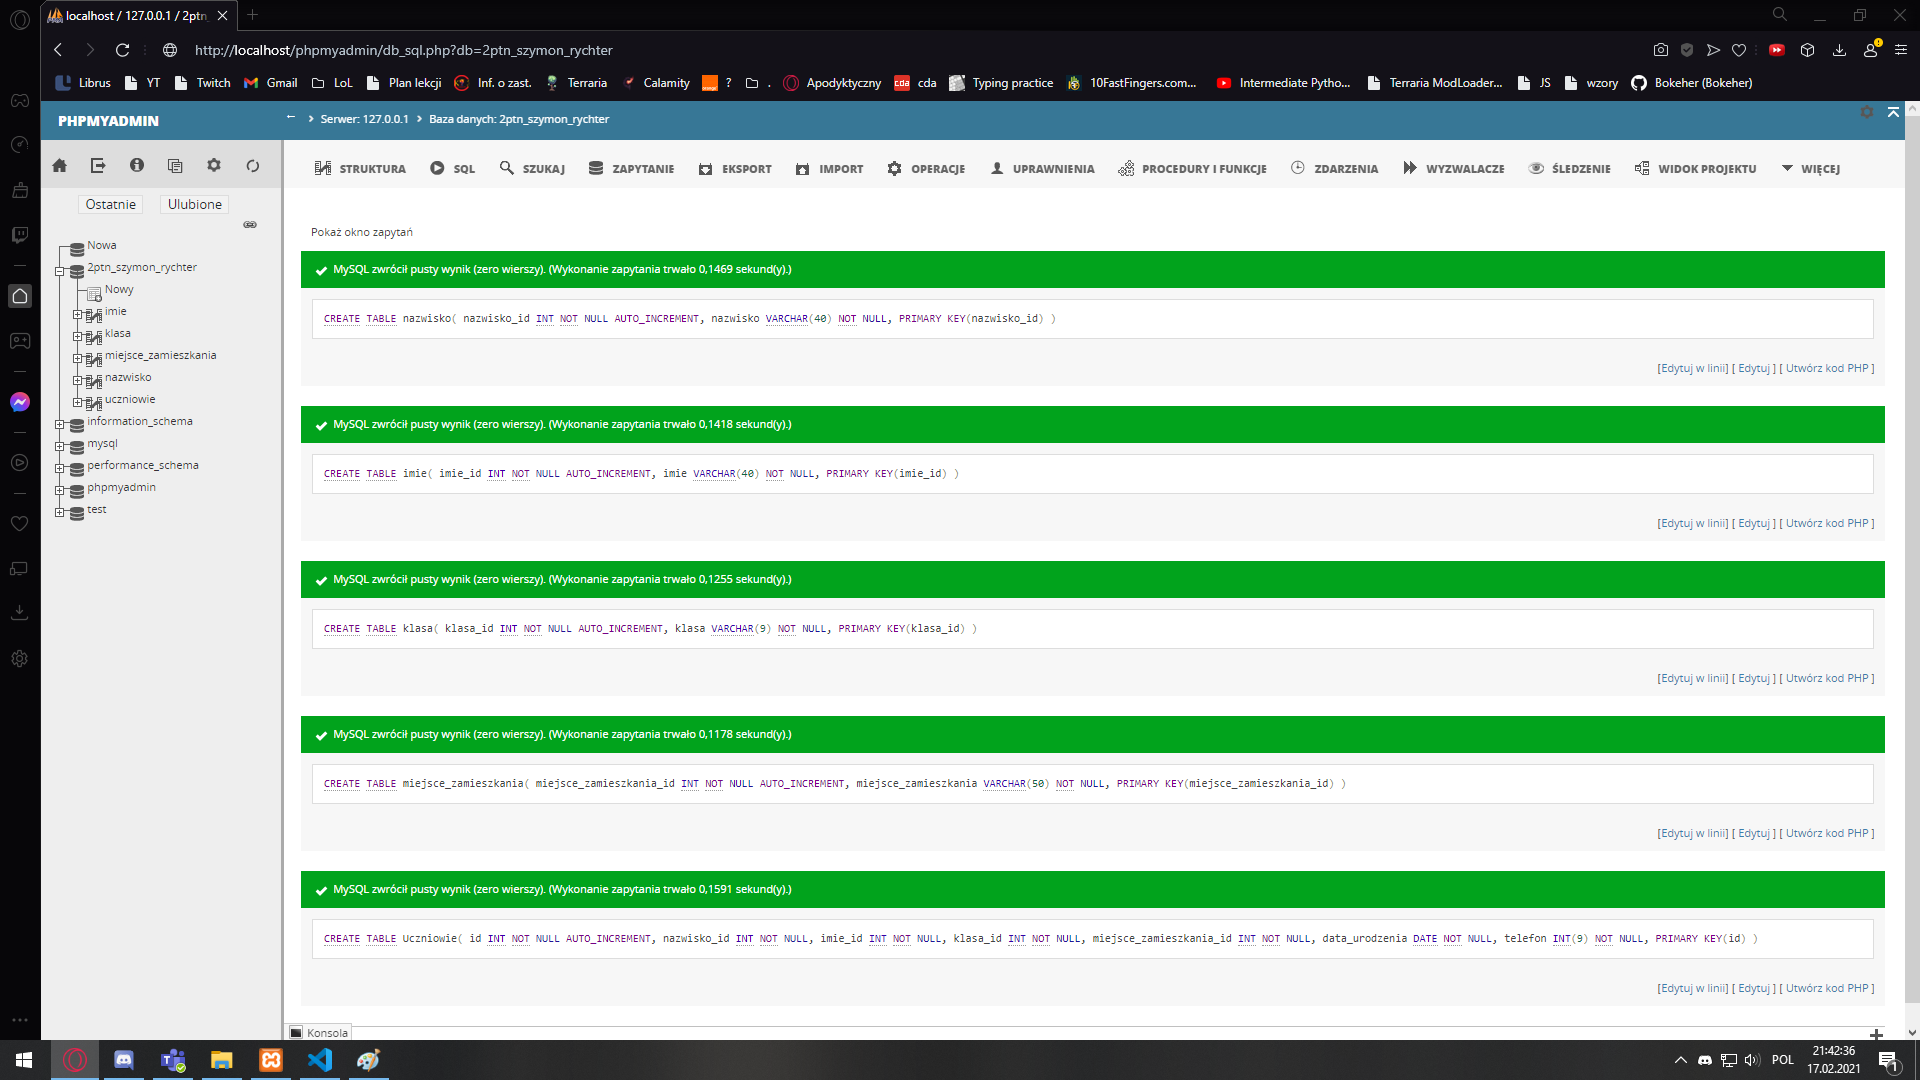 localhost / 127.0.0.1 / 2ptn
http://localhost/phpmyadmin/db_sql.php?db=2ptn_szymon_rychter
Librus YT Twitch Gmail LoL Plan lekcji Inf. o zast. Terraria Calamity ? . Apodyktyczny cda Typing practice 10FastFingers.com... Intermediate Pytho... Terraria ModLoader... JS wzory Bokeher (Bokeher)
PHPMYADMIN
Serwer: 127.0.0.1 Baza danych: 2ptn_szymon_rychter
STRUKTURA SQL SZUKAJ ZAPYTANIE EKSPORT IMPORT OPERACJE UPRAWNIENIA PROCEDURY I FUNKCJE ZDARZENIA WYZWALACZE ŚLEDZENIE WIDOK PROJEKTU WIĘCEJ
Ostatnie Ulubione
Nowa
2ptn_szymon_rychter
Nowy
imie
klasa
miejsce_zamieszkania
nazwisko
uczniowie
information_schema
mysql
performance_schema
phpmyadmin
test
Pokaż okno zapytań
MySQL zwrócił pusty wynik (zero wierszy). (Wykonanie zapytania trwało 0,1469 sekund(y).)
CREATE TABLE nazwisko( nazwisko_id INT NOT NULL AUTO_INCREMENT, nazwisko VARCHAR(40) NOT NULL, PRIMARY KEY(nazwisko_id) )
[Edytuj w linii] [ Edytuj ] [ Utwórz kod PHP ]
MySQL zwrócił pusty wynik (zero wierszy). (Wykonanie zapytania trwało 0,1418 sekund(y).)
CREATE TABLE imie( imie_id INT NOT NULL AUTO_INCREMENT, imie VARCHAR(40) NOT NULL, PRIMARY KEY(imie_id) )
[Edytuj w linii] [ Edytuj ] [ Utwórz kod PHP ]
MySQL zwrócił pusty wynik (zero wierszy). (Wykonanie zapytania trwało 0,1255 sekund(y).)
CREATE TABLE klasa( klasa_id INT NOT NULL AUTO_INCREMENT, klasa VARCHAR(9) NOT NULL, PRIMARY KEY(klasa_id) )
[Edytuj w linii] [ Edytuj ] [ Utwórz kod PHP ]
MySQL zwrócił pusty wynik (zero wierszy). (Wykonanie zapytania trwało 0,1178 sekund(y).)
CREATE TABLE miejsce_zamieszkania( miejsce_zamieszkania_id INT NOT NULL AUTO_INCREMENT, miejsce_zamieszkania VARCHAR(50) NOT NULL, PRIMARY KEY(miejsce_zamieszkania_id) )
[Edytuj w linii] [ Edytuj ] [ Utwórz kod PHP ]
MySQL zwrócił pusty wynik (zero wierszy). (Wykonanie zapytania trwało 0,1591 sekund(y).)
CREATE TABLE Uczniowie( id INT NOT NULL AUTO_INCREMENT, nazwisko_id INT NOT NULL, imie_id INT NOT NULL, klasa_id INT NOT NULL, miejsce_zamieszkania_id INT NOT NULL, data_urodzenia DATE NOT NULL, telefon INT(9) NOT NULL, PRIMARY KEY(id) )
[Edytuj w linii] [ Edytuj ] [ Utwórz kod PHP ]
Konsola
POL
21:42:36
17.02.2021
1